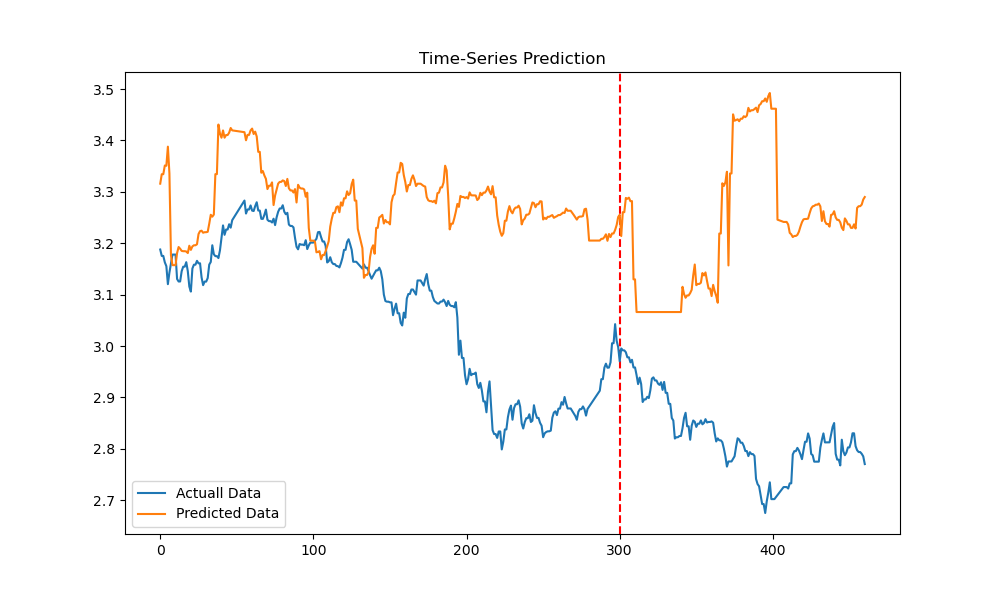 Time-Series Prediction
3.5
3.4
3.3
3.2
3.1
3.0
2.9
2.8
2.7
Actuall Data
Predicted Data
0 100 200 300 400